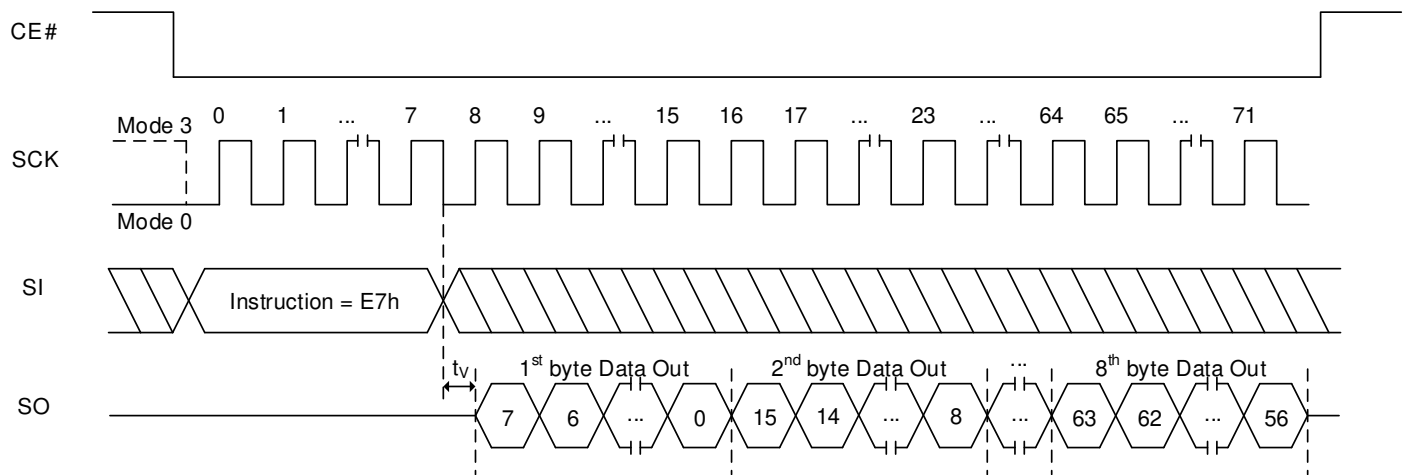 CE#
0 1 ... 7 8 9 ... 15 16 17 ... 23 ... 64 65 ... 71
Mode 3
SCK
Mode 0
SI
Instruction = E7h
tV 1st byte Data Out 2nd byte Data Out ... 8th byte Data Out
SO
7 6 ... 0 15 14 ... 8 ... 63 62 ... 56